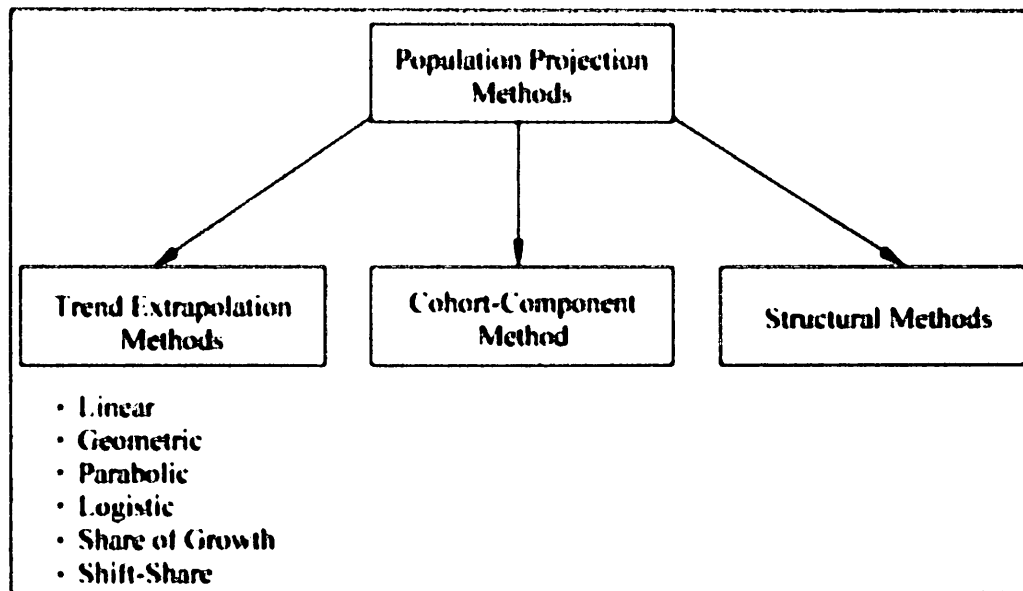 Population Projection
Methods
Trend Extrapolation
Methods
Cohort-Component
Method
Structural Methods
· Linear
· Geometric
· Parabolic
· Logistic
· Share of Growth
· Shift-Share